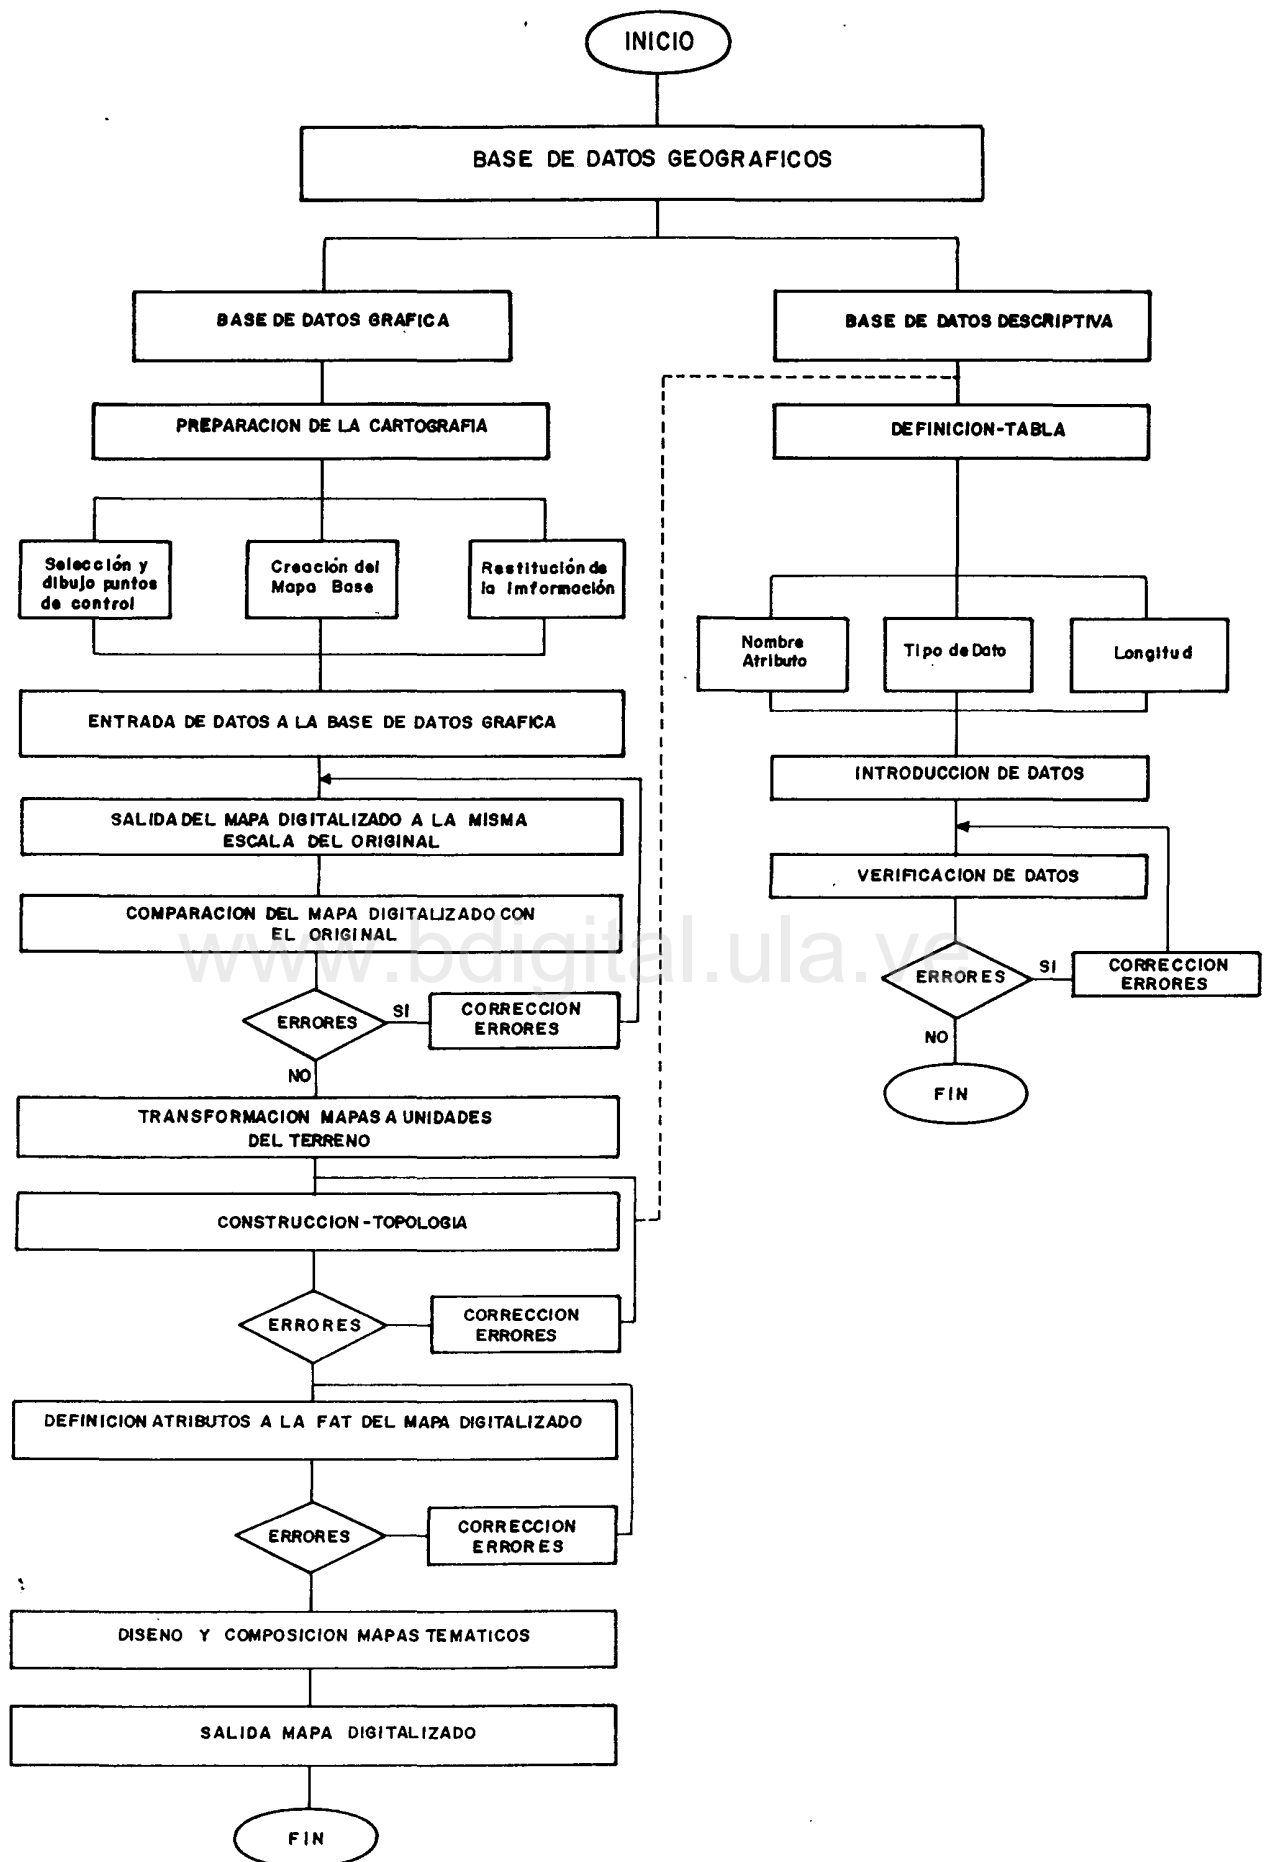 INICIO
BASE DE DATOS GEOGRAFICOS
BASE DE DATOS GRAFICA
PREPARACION DE LA CARTOGRAFIA
Selección y
dibujo puntos
de control
Creación del
Mapa Base
Restitución de
la Imformación
ENTRADA DE DATOS A LA BASE DE DATOS GRAFICA
SALIDA DEL MAPA DIGITALIZADO A LA MISMA
ESCALA DEL ORIGINAL
COMPARACION DEL MAPA DIGITALIZADO CON
EL ORIGINAL
ERRORES
SI
CORRECCION
ERRORES
NO
TRANSFORMACION MAPAS A UNIDADES
DEL TERRENO
CONSTRUCCION-TOPOLOGIA
ERRORES
CORRECCION
ERRORES
DEFINICION ATRIBUTOS A LA FAT DEL MAPA DIGITALIZADO
ERRORES
CORRECCION
ERRORES
DISENO Y COMPOSICION MAPAS TEMATICOS
SALIDA MAPA DIGITALIZADO
FIN
BASE DE DATOS DESCRIPTIVA
DEFINICION-TABLA
Nombre
Atributo
Tipo de Dato
Longitud
INTRODUCCION DE DATOS
VERIFICACION DE DATOS
ERRORES
SI
CORRECCION
ERRORES
NO
FIN
www.bdigital.ula.ve